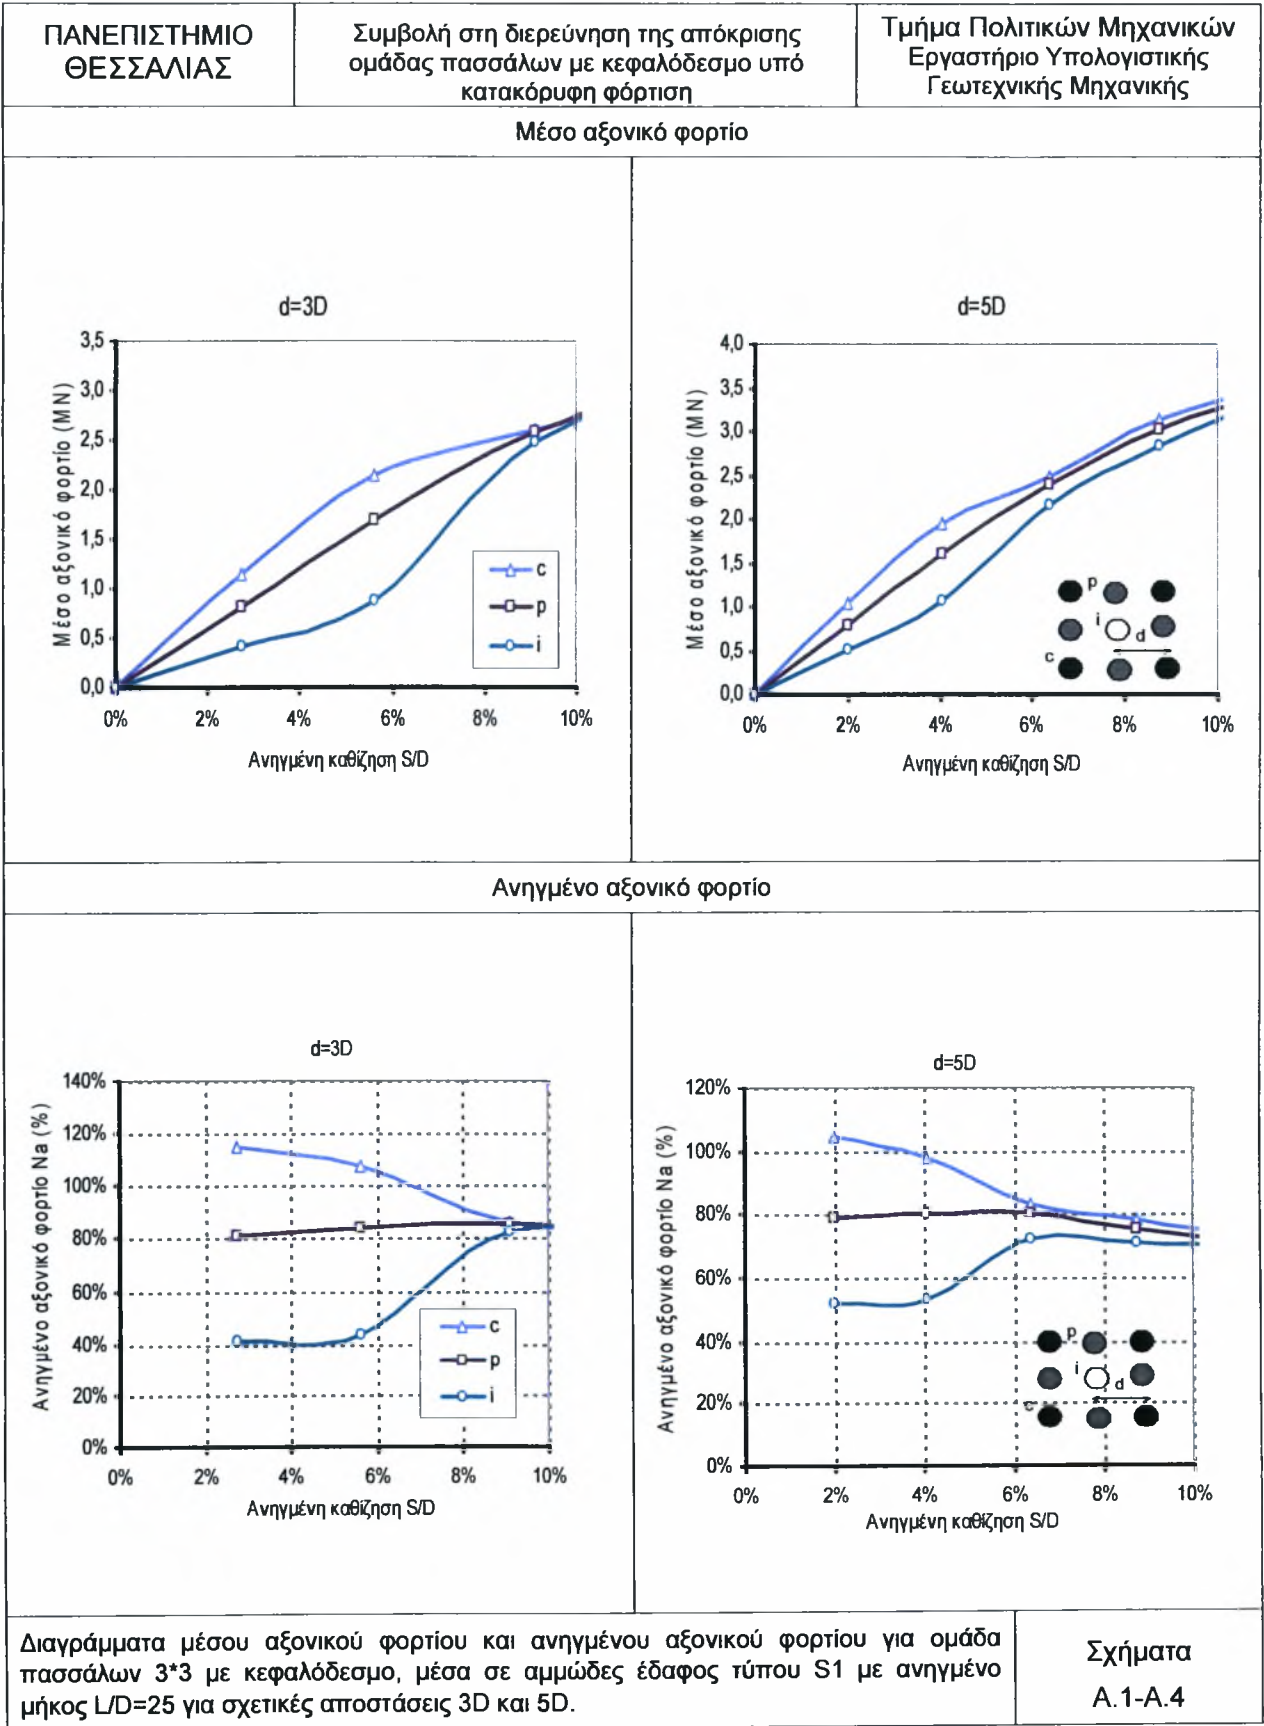 ΠΑΝΕΠΙΣΤΗΜΙΟ
ΘΕΣΣΑΛΙΑΣ
Συμβολή στη διερεύνηση της απόκρισης
ομάδας πασσάλων με κεφαλόδεσμο υπό
κατακόρυφη φόρτιση
Τμήμα Πολιτικών Μηχανικών
Εργαστήριο Υπολογιστικής
Γεωτεχνικής Μηχανικής
Μέσο αξονικό φορτίο
d=3D
Μέσο αξονικό φορτίο (MN)
3,5
3,0
2,5
2,0
1,5
1,0
0,5
0,0
0% 2% 4% 6% 8% 10%
Ανηγμένη καθίζηση S/D
c
p
i
d=5D
Μέσο αξονικό φορτίο (MN)
4,0
3,5
3,0
2,5
2,0
1,5
1,0
0,5
0,0
0% 2% 4% 6% 8% 10%
Ανηγμένη καθίζηση S/D
p
i
d
c
Ανηγμένο αξονικό φορτίο
d=3D
Ανηγμένο αξονικό φορτίο Na (%)
140%
120%
100%
80%
60%
40%
20%
0%
0% 2% 4% 6% 8% 10%
Ανηγμένη καθίζηση S/D
c
p
i
d=5D
Ανηγμένο αξονικό φορτίο Na (%)
120%
100%
80%
60%
40%
20%
0%
0% 2% 4% 6% 8% 10%
Ανηγμένη καθίζηση S/D
p
i
d
c
Διαγράμματα μέσου αξονικού φορτίου και ανηγμένου αξονικού φορτίου για ομάδα
πασσάλων 3*3 με κεφαλόδεσμο, μέσα σε αμμώδες έδαφος τύπου S1 με ανηγμένο
μήκος L/D=25 για σχετικές αποστάσεις 3D και 5D.
Σχήματα
Α.1-Α.4